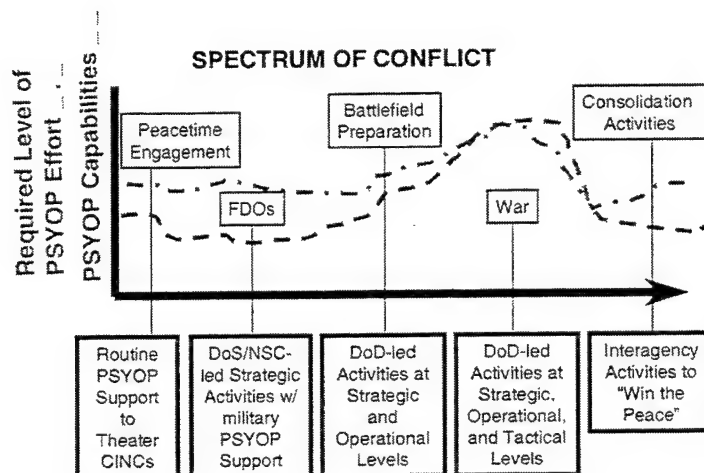 SPECTRUM OF CONFLICT
Required Level of
PSYOP Effort
PSYOP Capabilities
Peacetime
Engagement
FDOs
Battlefield
Preparation
War
Consolidation
Activities
Routine
PSYOP
Support
to
Theater
CINCs
DoS/NSC-
led Strategic
Activities w/
military
PSYOP
Support
DoD-led
Activities at
Strategic
and
Operational
Levels
DoD-led
Activities at
Strategic,
Operational,
and Tactical
Levels
Interagency
Activities to
"Win the
Peace"